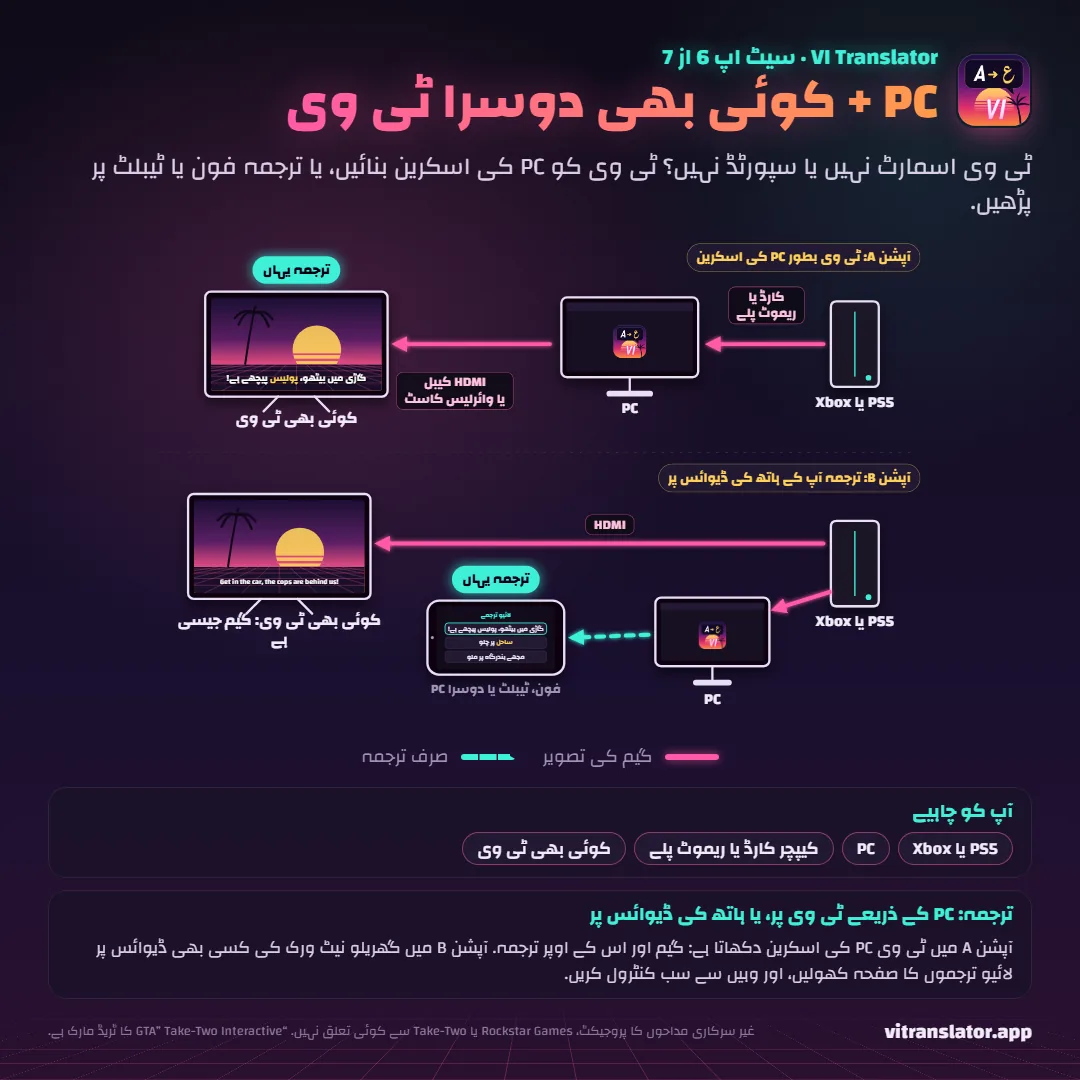 VI Translator · سیٹ اپ 6 از 7
PC + کوئی بھی دوسرا ٹی وی
A→ع
VI
ٹی وی اسمارٹ نہیں یا سپورٹڈ نہیں؟ ٹی وی کو PC کی اسکرین بنائیں، یا ترجمہ فون یا ٹیبلٹ پر
پڑھیں.
آپشن A: ٹی وی بطور PC کی اسکرین
ترجمہ یہاں
کارڈ یا
ریموٹ پلے
A→ع
VI
گاڑی میں بیٹھو، پولیس پیچھے ہے!
HDMI کیبل
یا وائرلیس کاسٹ
PS5 یا Xbox
PC
کوئی بھی ٹی وی
آپشن B: ترجمہ آپ کے ہاتھ کی ڈیوائس پر
HDMI
Get in the car, the cops are behind us!
ترجمہ یہاں
PS5 یا Xbox
کوئی بھی ٹی وی: گیم جیسی
ہے
لائیو ترجمے
گاڑی میں بیٹھو، پولیس پیچھے ہے!
ساحل پر چلو
مجھے بندرگاہ پر ملو
A→ع
VI
فون، ٹیبلٹ یا دوسرا PC
PC
گیم کی تصویر
صرف ترجمہ
آپ کو چاہیے
PS5 یا Xbox
PC
کیپچر کارڈ یا ریموٹ پلے
کوئی بھی ٹی وی
ترجمہ: PC کے ذریعے ٹی وی پر، یا ہاتھ کی ڈیوائس پر
آپشن A میں ٹی وی PC کی اسکرین دکھاتا ہے: گیم اور اس کے اوپر ترجمہ. آپشن B میں گھریلو نیٹ ورک کی کسی بھی ڈیوائس پر
لائیو ترجموں کا صفحہ کھولیں، اور وہیں سے سب کنٹرول کریں.
vitranslator.app
غیر سرکاری مداحوں کا پروجیکٹ، Rockstar Games یا Take-Two سے کوئی تعلق نہیں. "GTA" Take-Two Interactive کا ٹریڈ مارک ہے.